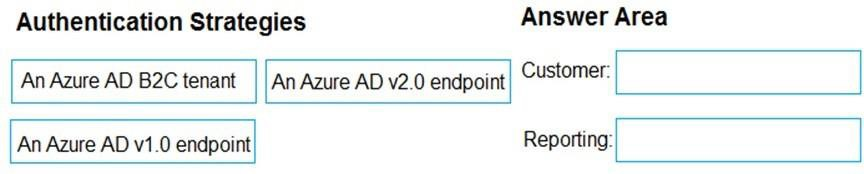 Authentication Strategies
An Azure AD B2C tenant
An Azure AD v2.0 endpoint
An Azure AD v1.0 endpoint
Answer Area
Customer:
Reporting: